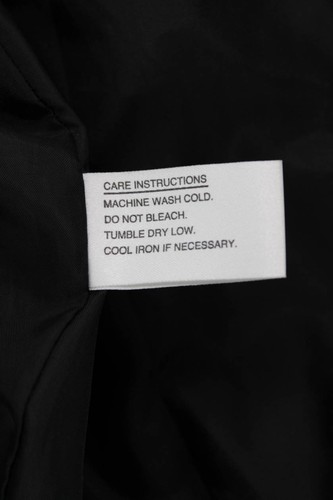 CARE INSTRUCTIONS
MACHINE WASH COLD.
DO NOT BLEACH.
TUMBLE DRY LOW.
COOL IRON IF NECESSARY.